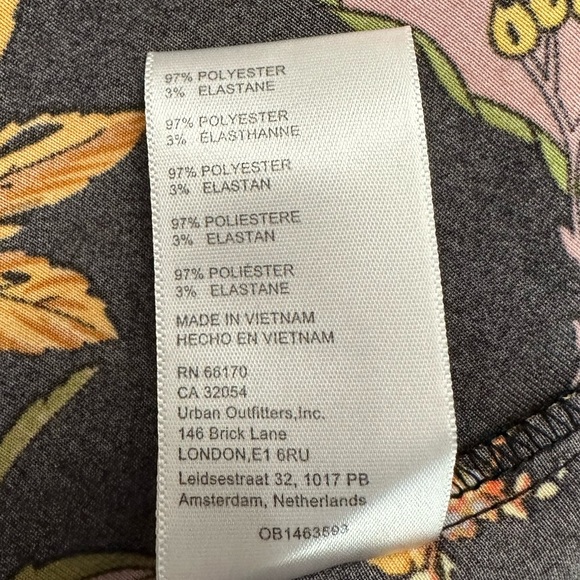 97% POLYESTER
3% ELASTANE
97% POLYESTER
3% ÉLASTHANNE
97% POLYESTER
3% ELASTAN
97% POLIESTERE
3% ELASTAN
97% POLIÉSTER
3% ELASTANE
MADE IN VIETNAM
HECHO EN VIETNAM
RN 66170
CA 32054
Urban Outfitters,Inc.
146 Brick Lane
LONDON,E1 6RU
Leidsestraat 32, 1017 PB
Amsterdam, Netherlands
OB1463593